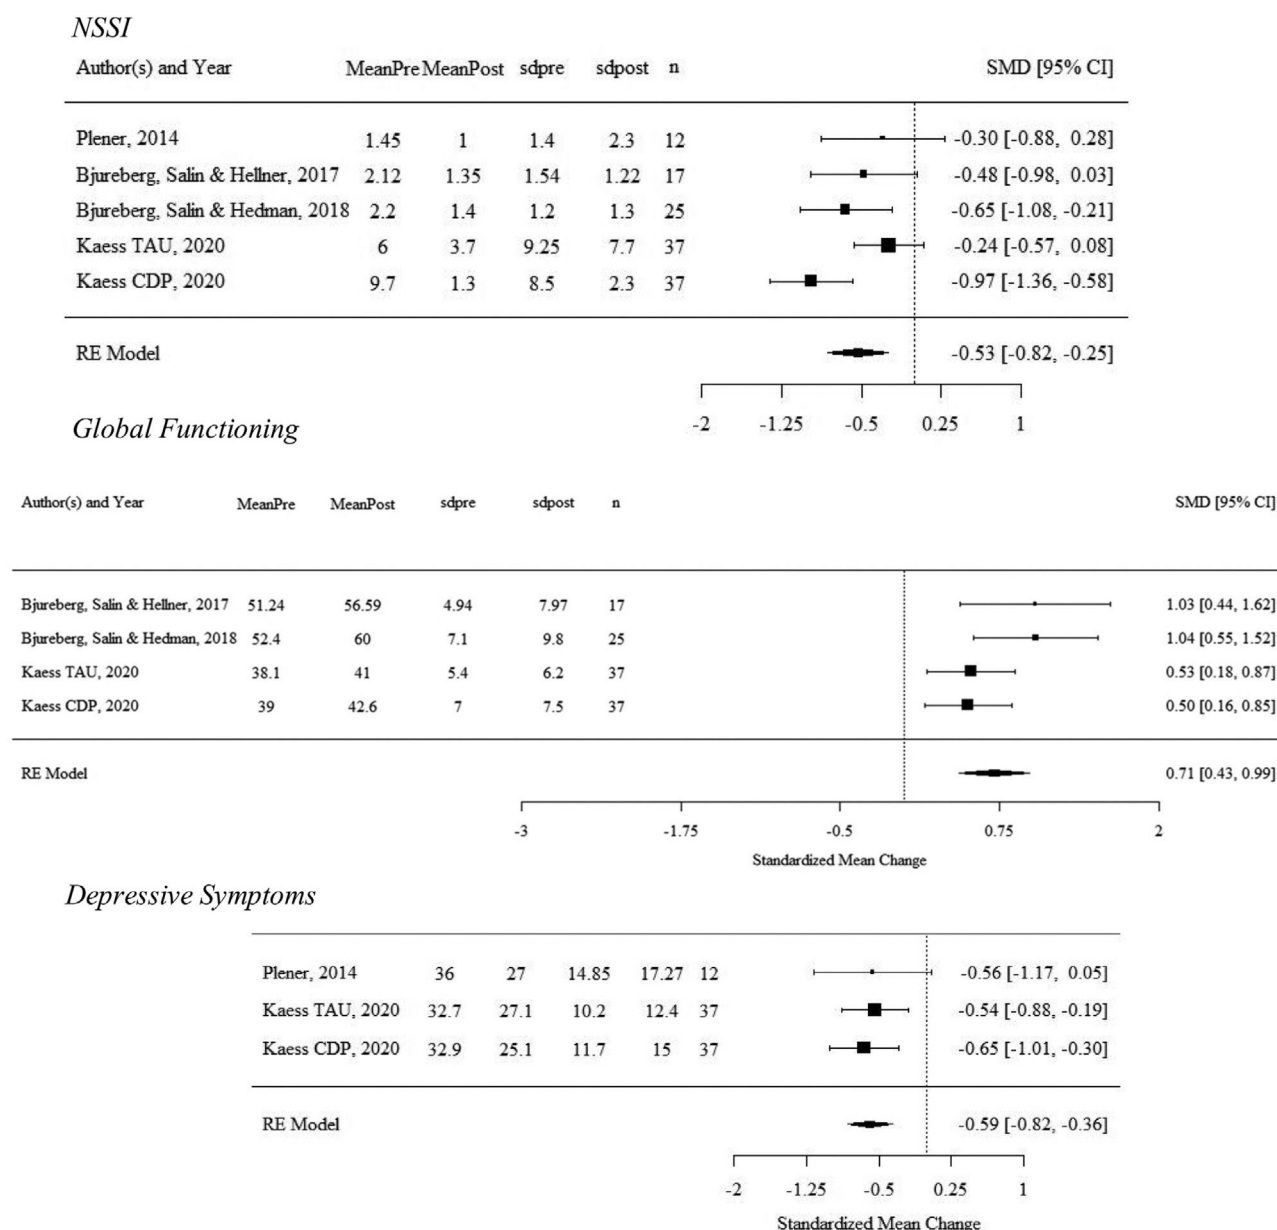 NSSI
Author(s) and Year MeanPre MeanPost sdpre sdpost n SMD [95% CI]
Plener, 2014 1.45 1 1.4 2.3 12 -0.30 [-0.88, 0.28]
Bjureberg, Salin & Hellner, 2017 2.12 1.35 1.54 1.22 17 -0.48 [-0.98, 0.03]
Bjureberg, Salin & Hedman, 2018 2.2 1.4 1.2 1.3 25 -0.65 [-1.08, -0.21]
Kaess TAU, 2020 6 3.7 9.25 7.7 37 -0.24 [-0.57, 0.08]
Kaess CDP, 2020 9.7 1.3 8.5 2.3 37 -0.97 [-1.36, -0.58]
RE Model -0.53 [-0.82, -0.25]
-2 -1.25 -0.5 0.25 1
Global Functioning
Author(s) and Year MeanPre MeanPost sdpre sdpost n SMD [95% CI]
Bjureberg, Salin & Hellner, 2017 51.24 56.59 4.94 7.97 17 1.03 [0.44, 1.62]
Bjureberg, Salin & Hedman, 2018 52.4 60 7.1 9.8 25 1.04 [0.55, 1.52]
Kaess TAU, 2020 38.1 41 5.4 6.2 37 0.53 [0.18, 0.87]
Kaess CDP, 2020 39 42.6 7 7.5 37 0.50 [0.16, 0.85]
RE Model 0.71 [0.43, 0.99]
-3 -1.75 -0.5 0.75 2
Standardized Mean Change
Depressive Symptoms
Plener, 2014 36 27 14.85 17.27 12 -0.56 [-1.17, 0.05]
Kaess TAU, 2020 32.7 27.1 10.2 12.4 37 -0.54 [-0.88, -0.19]
Kaess CDP, 2020 32.9 25.1 11.7 15 37 -0.65 [-1.01, -0.30]
RE Model -0.59 [-0.82, -0.36]
-2 -1.25 -0.5 0.25 1
Standardized Mean Change